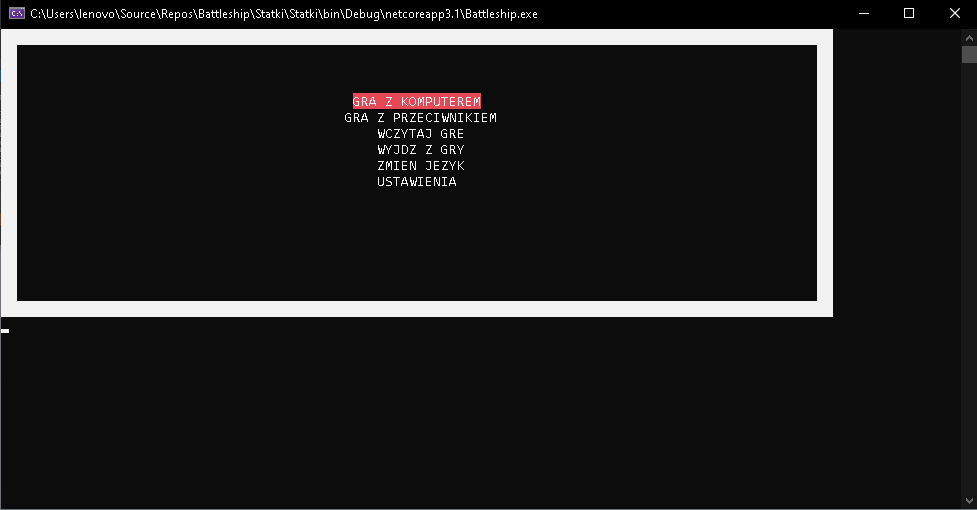 C:\Users\lenovo\Source\Repos\Battleship\Statki\Statki\bin\Debug\netcoreapp3.1\Battleship.exe
GRA Z KOMPUTEREM
GRA Z PRZECIWNIKIEM
WCZYTAJ GRE
WYJDZ Z GRY
ZMIEN JEZYK
USTAWIENIA